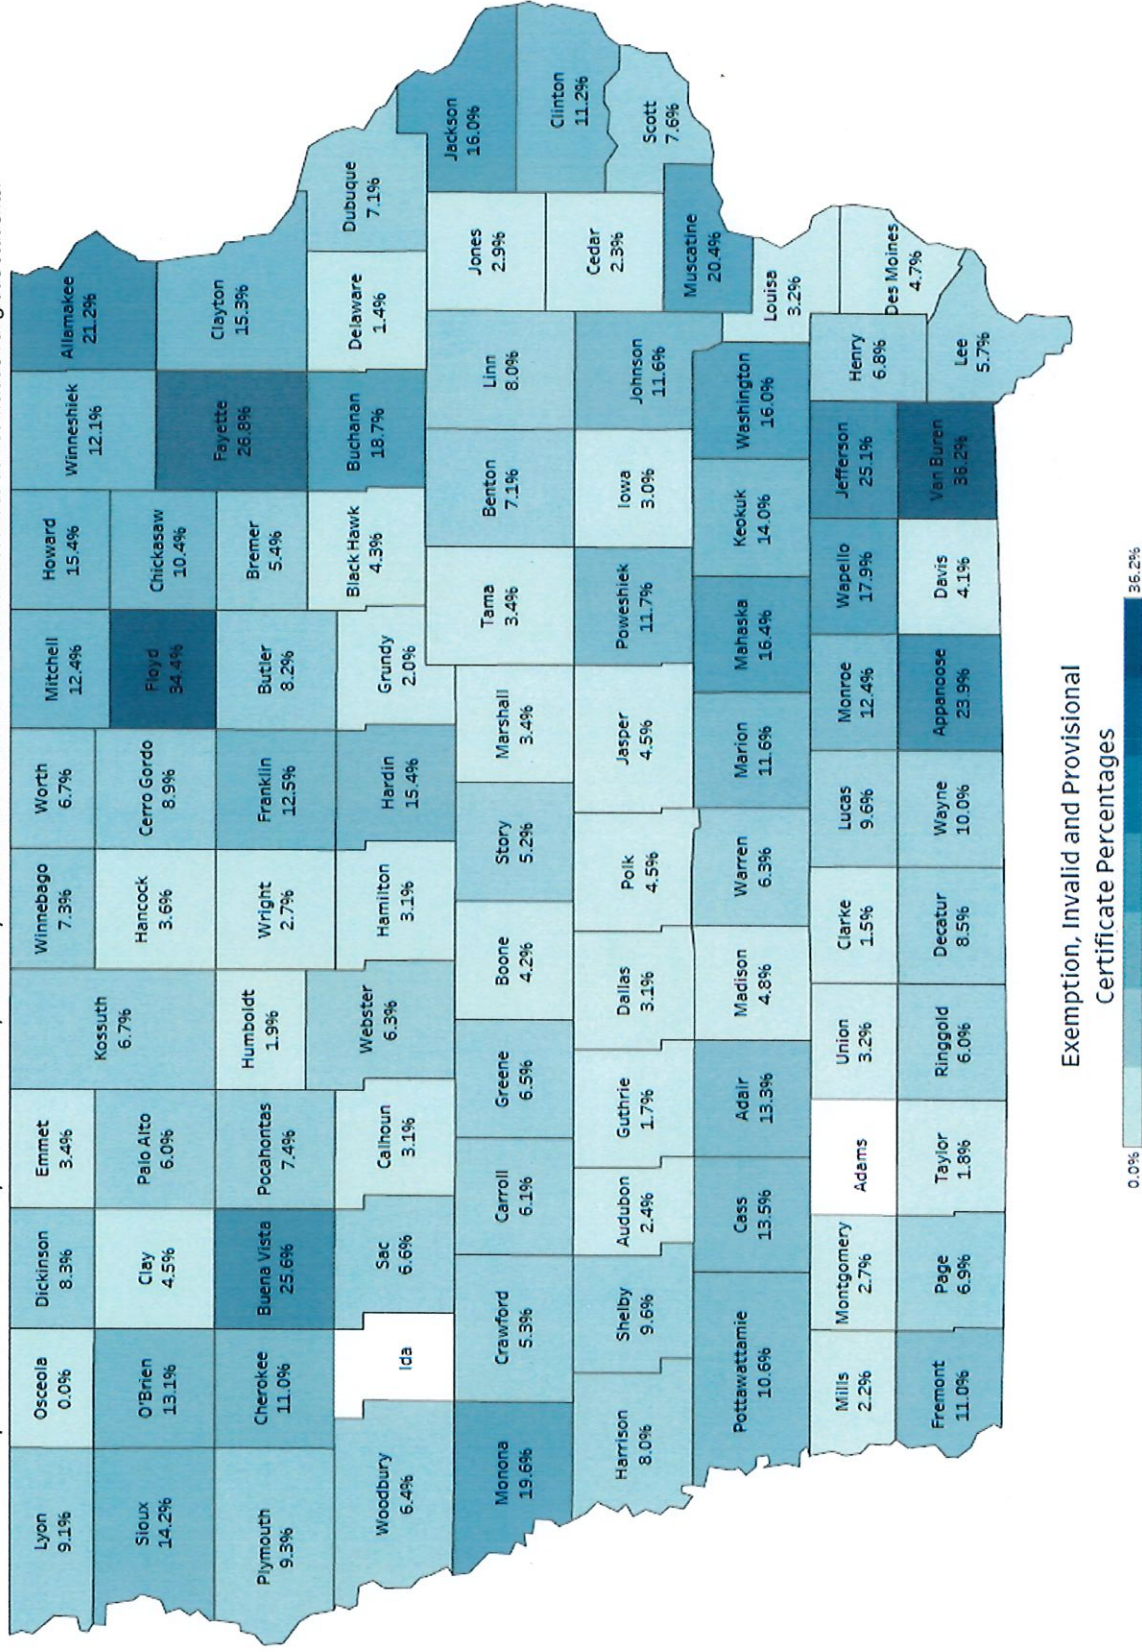 Lyon
9.1%
Osceola
0.0%
Dickinson
8.3%
Emmet
3.4%
Kossuth
6.7%
Winnebago
7.3%
Worth
6.7%
Mitchell
12.4%
Howard
15.4%
Winneshiek
12.1%
Allamakee
21.2%
Sioux
14.2%
O'Brien
13.1%
Clay
4.5%
Palo Alto
6.0%
Hancock
3.6%
Cerro Gordo
8.9%
Floyd
34.4%
Chickasaw
10.4%
Plymouth
9.3%
Cherokee
11.0%
Buena Vista
25.6%
Pocahontas
7.4%
Humboldt
1.9%
Wright
2.7%
Franklin
12.5%
Butler
8.2%
Bremer
5.4%
Fayette
26.8%
Clayton
15.3%
Woodbury
6.4%
Ida
Sac
6.6%
Calhoun
3.1%
Webster
6.3%
Hamilton
3.1%
Hardin
15.4%
Grundy
2.0%
Black Hawk
4.3%
Buchanan
18.7%
Delaware
1.4%
Dubuque
7.1%
Monona
19.6%
Crawford
5.3%
Carroll
6.1%
Greene
6.5%
Boone
4.2%
Story
5.2%
Marshall
3.4%
Tama
3.4%
Benton
7.1%
Linn
8.0%
Jones
2.9%
Jackson
16.0%
Clinton
11.2%
Harrison
8.0%
Shelby
9.6%
Audubon
2.4%
Guthrie
1.7%
Dallas
3.1%
Polk
4.5%
Jasper
4.5%
Poweshiek
11.7%
Iowa
3.0%
Johnson
11.6%
Cedar
2.3%
Scott
7.6%
Muscatine
20.4%
Pottawattamie
10.6%
Cass
13.5%
Adair
13.3%
Madison
4.8%
Warren
6.3%
Marion
11.6%
Mahaska
16.4%
Keokuk
14.0%
Washington
16.0%
Louisa
3.2%
Mills
2.2%
Montgomery
2.7%
Adams
Union
3.2%
Clarke
1.5%
Lucas
9.6%
Monroe
12.4%
Wapello
17.9%
Jefferson
25.1%
Henry
6.8%
Des Moines
4.7%
Fremont
11.0%
Page
6.9%
Taylor
1.8%
Ringgold
6.0%
Decatur
8.5%
Wayne
10.0%
Appanoose
23.9%
Davis
4.1%
Van Buren
36.2%
Lee
5.7%
Exemption, Invalid and Provisional
Certificate Percentages
0.0%
36.2%